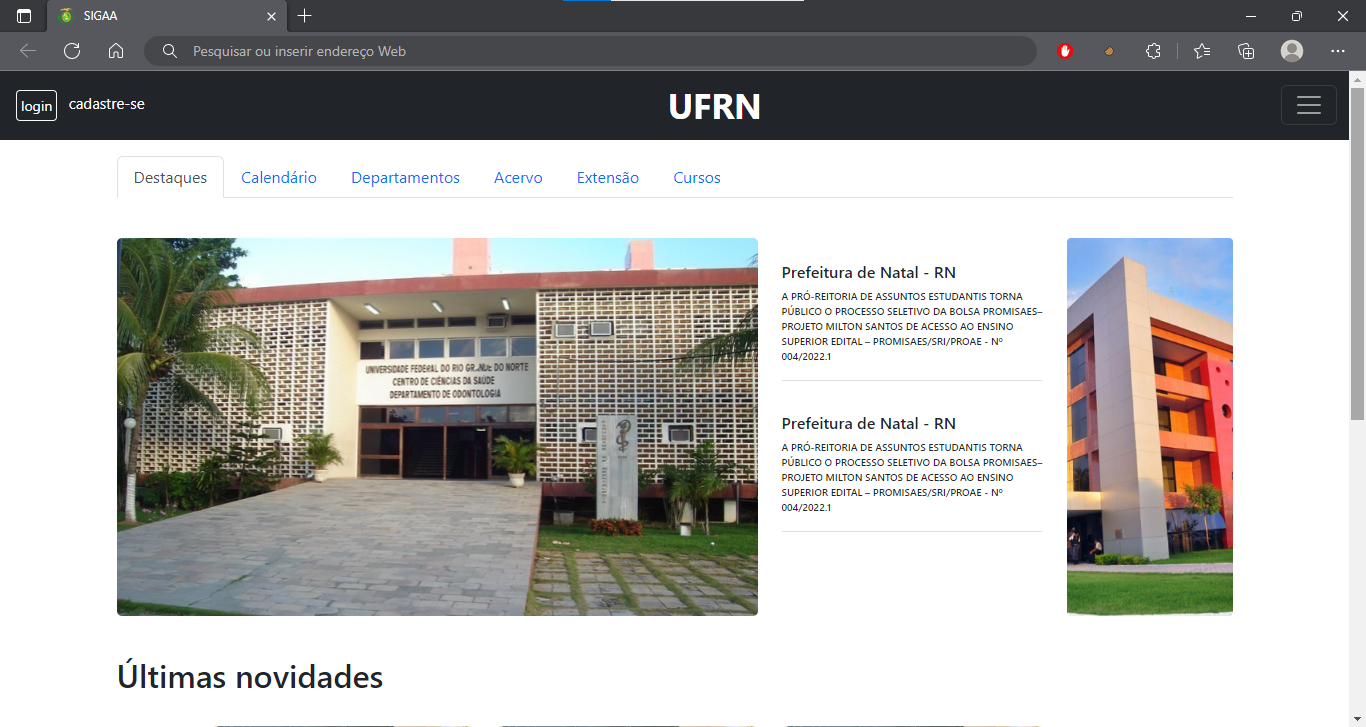 SIGAA
Pesquisar ou inserir endereço Web
login
cadastre-se
UFRN
Destaques
Calendário
Departamentos
Acervo
Extensão
Cursos
UNIVERSIDADE FEDERAL DO RIO GRANDE DO NORTE
CENTRO DE CIÊNCIAS DA SAÚDE
DEPARTAMENTO DE ODONTOLOGIA
Prefeitura de Natal - RN
A PRÓ-REITORIA DE ASSUNTOS ESTUDANTIS TORNA
PÚBLICO O PROCESSO SELETIVO DA BOLSA PROMISAES–
PROJETO MILTON SANTOS DE ACESSO AO ENSINO
SUPERIOR EDITAL – PROMISAES/SRI/PROAE - Nº
004/2022.1
Prefeitura de Natal - RN
A PRÓ-REITORIA DE ASSUNTOS ESTUDANTIS TORNA
PÚBLICO O PROCESSO SELETIVO DA BOLSA PROMISAES–
PROJETO MILTON SANTOS DE ACESSO AO ENSINO
SUPERIOR EDITAL – PROMISAES/SRI/PROAE - Nº
004/2022.1
Últimas novidades